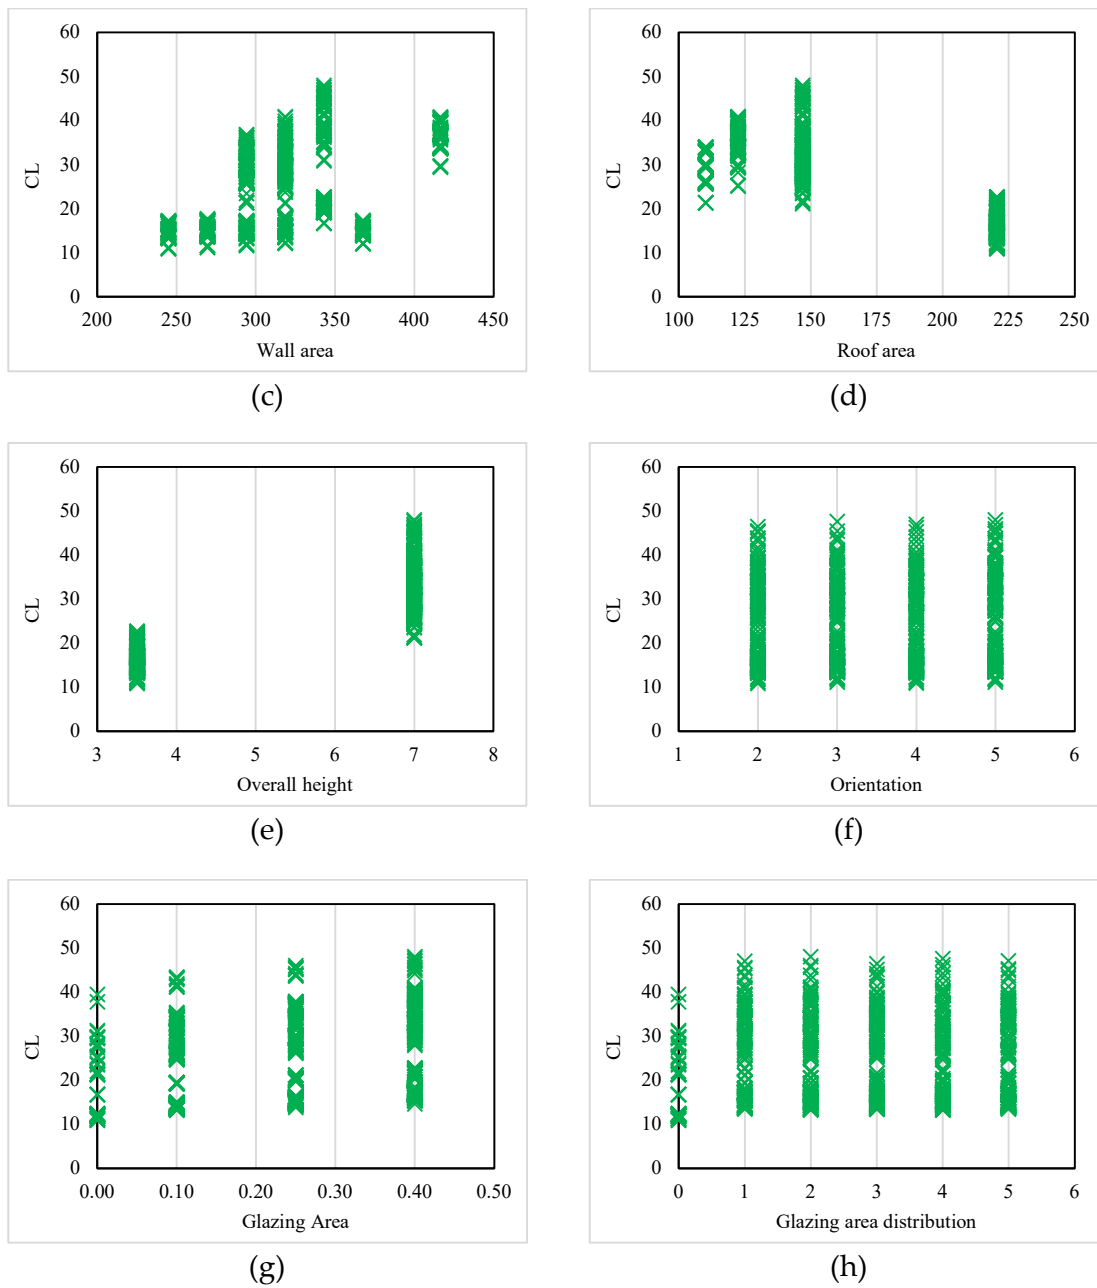 60
50
40
30
20
10
0
CL
200 250 300 350 400 450
Wall area
(c)
60
50
40
30
20
10
0
CL
100 125 150 175 200 225 250
Roof area
(d)
60
50
40
30
20
10
0
CL
3 4 5 6 7 8
Overall height
(e)
60
50
40
30
20
10
0
CL
1 2 3 4 5 6
Orientation
(f)
60
50
40
30
20
10
0
CL
0.00 0.10 0.20 0.30 0.40 0.50
Glazing Area
(g)
60
50
40
30
20
10
0
CL
0 1 2 3 4 5 6
Glazing area distribution
(h)